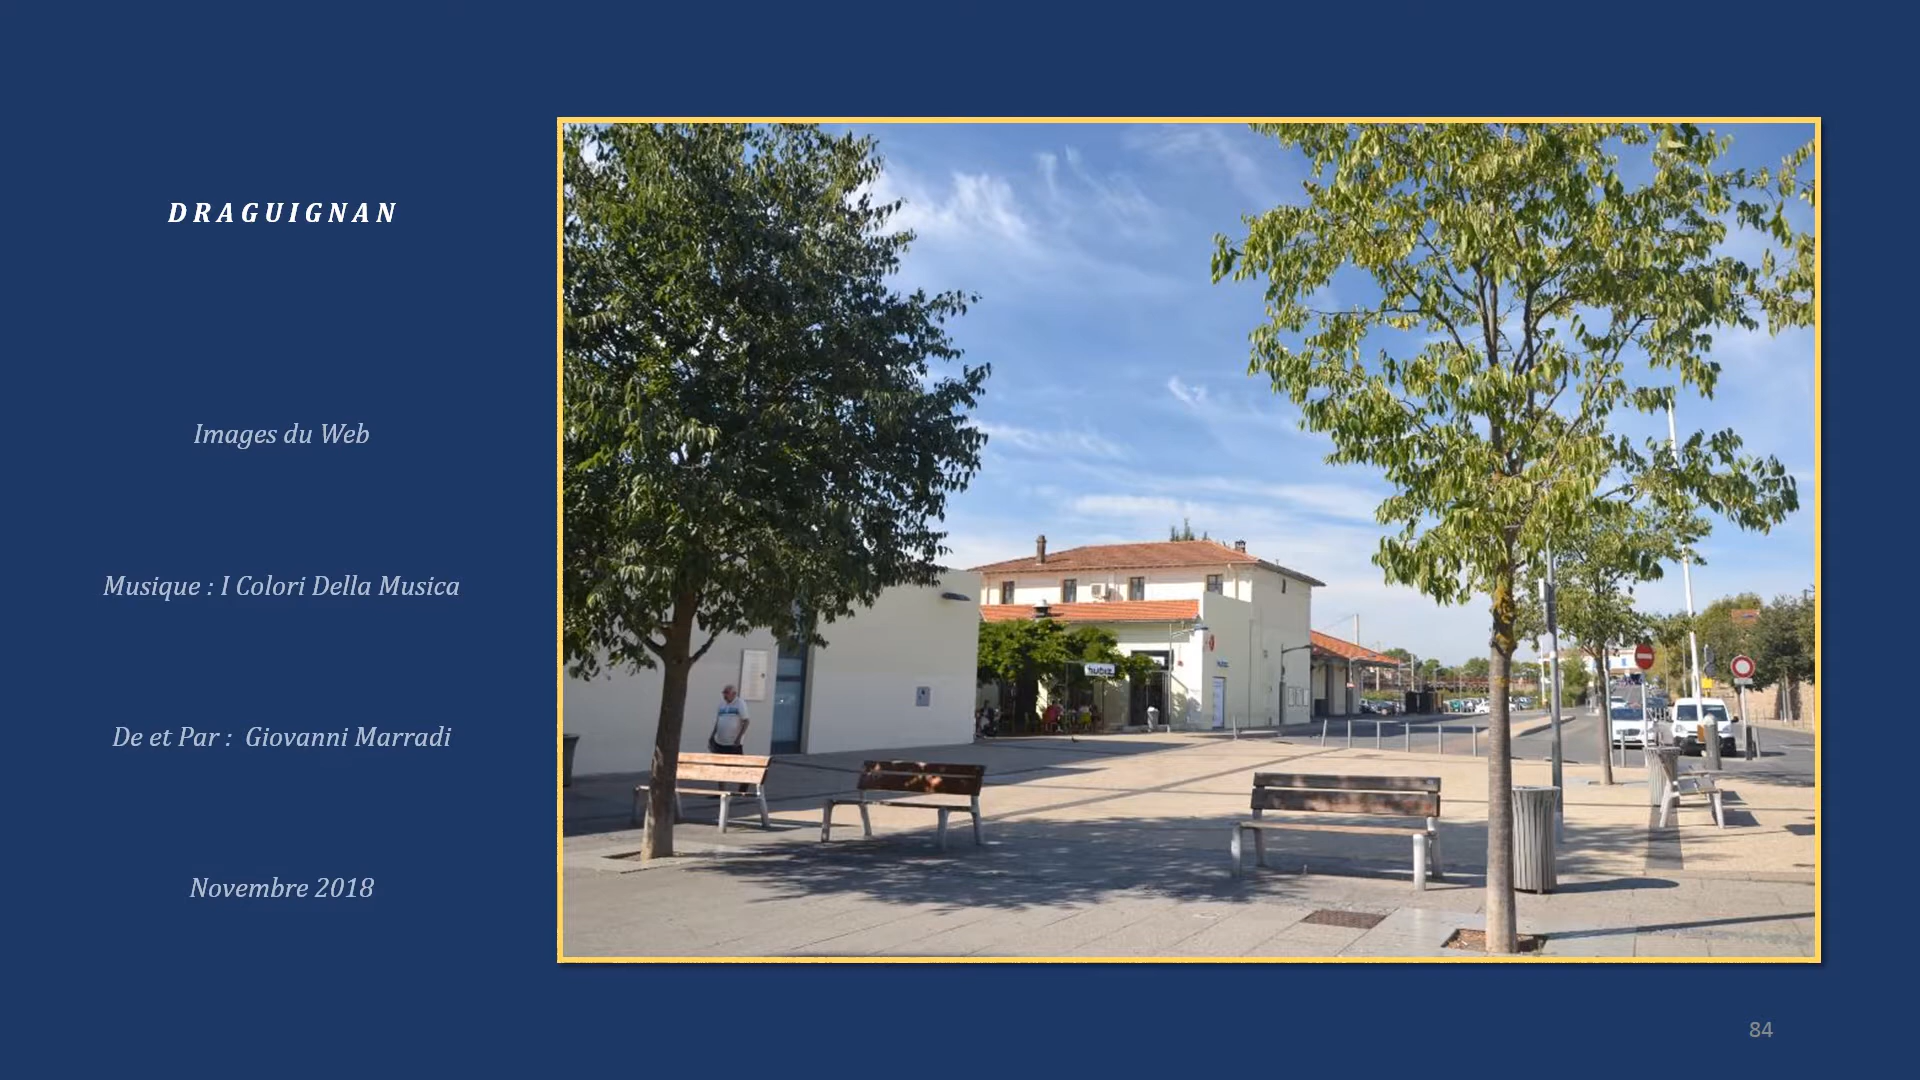 DRAGUIGNAN
Images du Web
Musique : I Colori Della Musica
De et Par : Giovanni Marradi
Novembre 2018
84